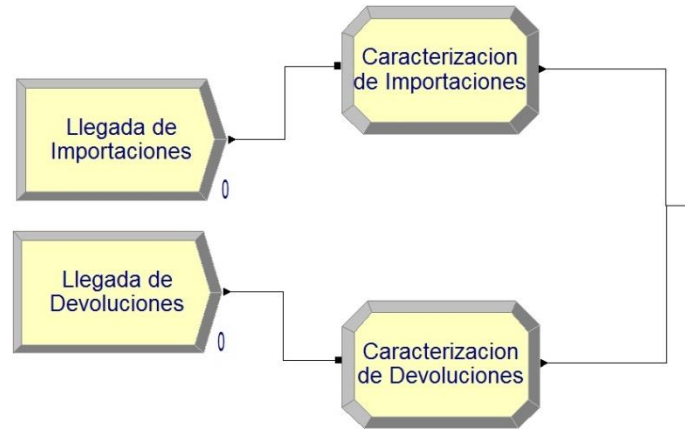 Caracterizacion
de Importaciones
Llegada de
Importaciones
0
Llegada de
Devoluciones
0
Caracterizacion
de Devoluciones